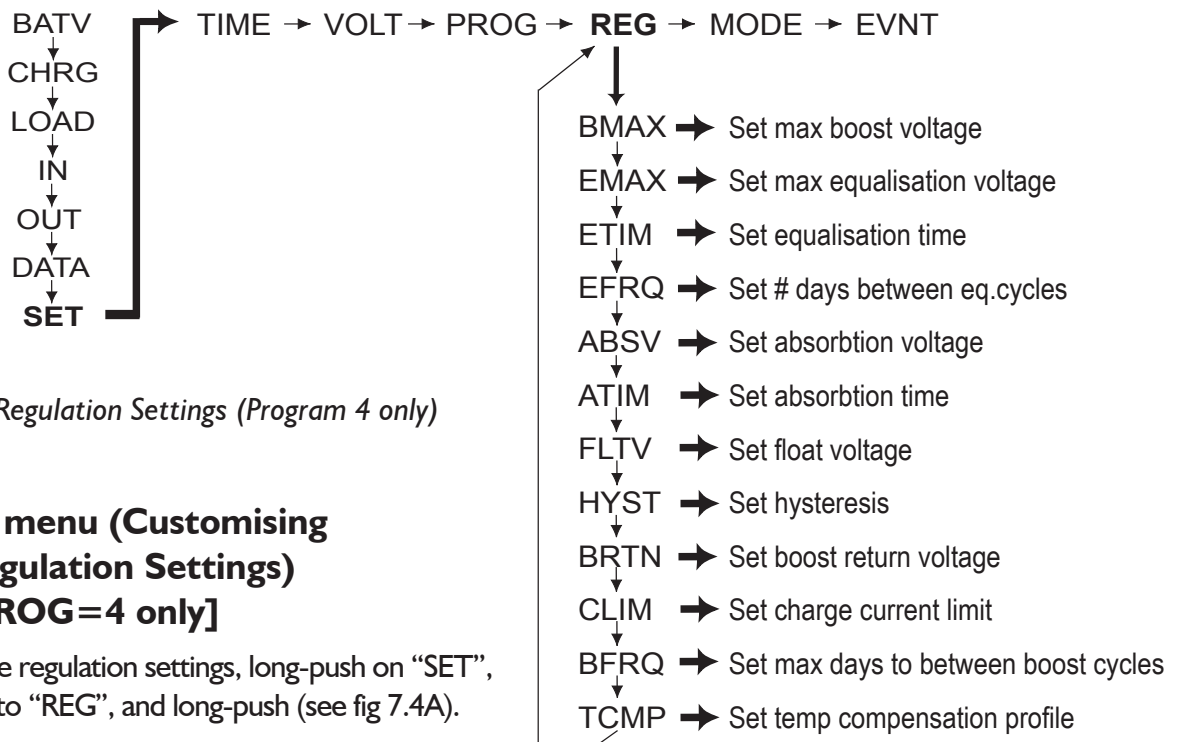 BATV
CHRG
LOAD
IN
OUT
DATA
SET
TIME VOLT PROG REG MODE EVNT
BMAX Set max boost voltage
EMAX Set max equalisation voltage
ETIM Set equalisation time
EFRQ Set # days between eq.cycles
ABSV Set absorbtion voltage
ATIM Set absorbtion time
FLTV Set float voltage
HYST Set hysteresis
BRTN Set boost return voltage
CLIM Set charge current limit
BFRQ Set max days to between boost cycles
TCMP Set temp compensation profile
Regulation Settings (Program 4 only)
menu (Customising
gulation Settings)
ROG=4 only]
e regulation settings, long-push on “SET”,
to “REG”, and long-push (see fig 7.4A).